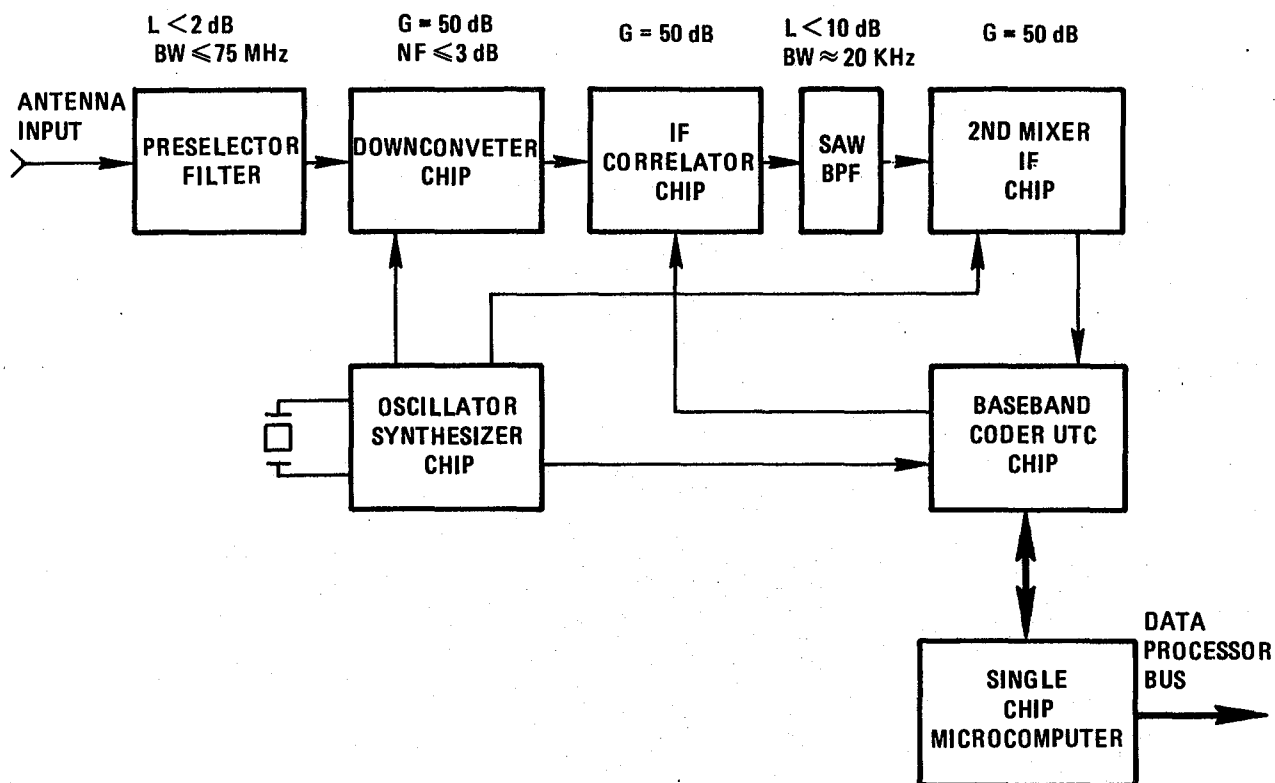 L < 2 dB
BW ⩽ 75 MHz
G = 50 dB
NF ⩽ 3 dB
G = 50 dB
L < 10 dB
BW ≈ 20 KHz
G = 50 dB
ANTENNA
INPUT
PRESELECTOR
FILTER
DOWNCONVETER
CHIP
IF
CORRELATOR
CHIP
SAW
BPF
2ND MIXER
IF
CHIP
OSCILLATOR
SYNTHESIZER
CHIP
BASEBAND
CODER UTC
CHIP
SINGLE
CHIP
MICROCOMPUTER
DATA
PROCESSOR
BUS